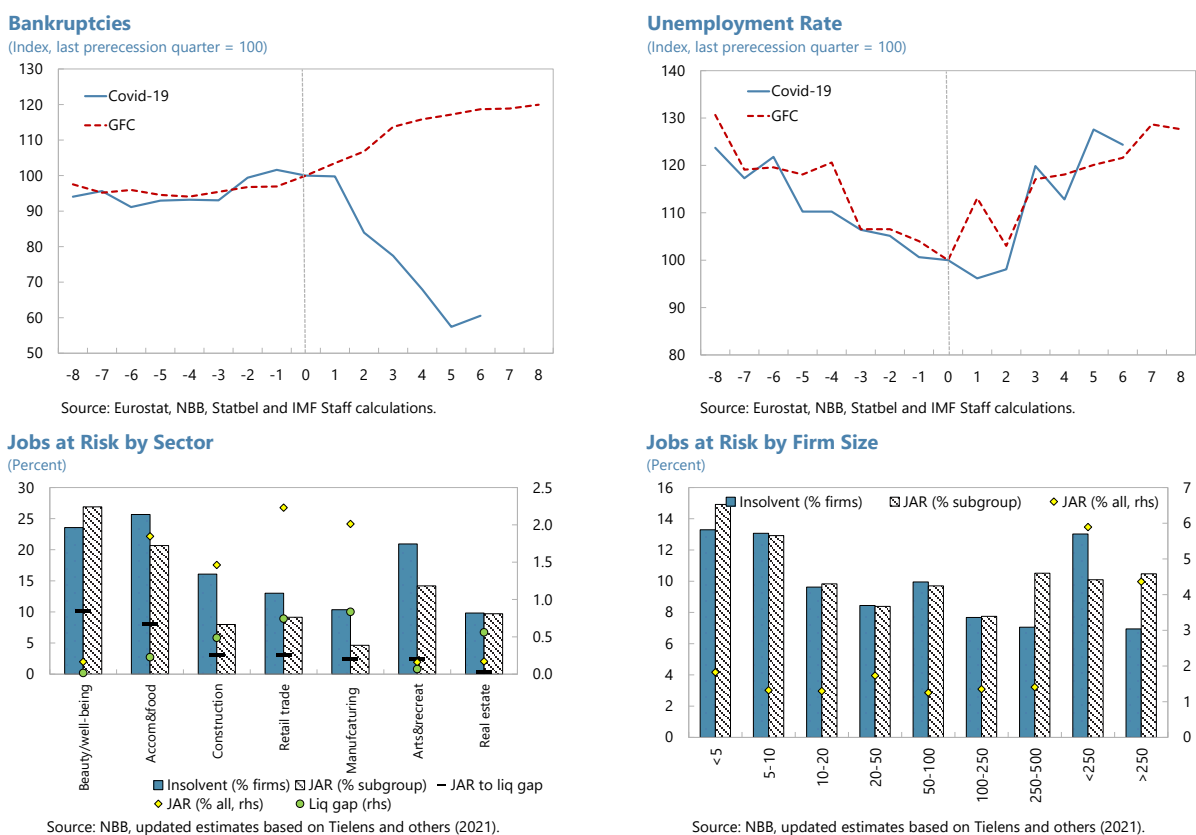 Bankruptcies
(Index, last prerecession quarter = 100)
130
120
110
100
90
80
70
60
50
Covid-19
GFC
-8 -7 -6 -5 -4 -3 -2 -1 0 1 2 3 4 5 6 7 8
Source: Eurostat, NBB, Statbel and IMF Staff calculations.
Unemployment Rate
(Index, last prerecession quarter = 100)
140
130
120
110
100
90
80
Covid-19
GFC
-8 -7 -6 -5 -4 -3 -2 -1 0 1 2 3 4 5 6 7 8
Source: Eurostat, NBB, Statbel and IMF Staff calculations.
Jobs at Risk by Sector
(Percent)
30
25
20
15
10
5
0
2.5
2.0
1.5
1.0
0.5
0.0
Beauty/well-being
Accom&food
Construction
Retail trade
Manufcaturing
Arts&recreat
Real estate
Insolvent (% firms) JAR (% subgroup) JAR to liq gap
JAR (% all, rhs) Liq gap (rhs)
Source: NBB, updated estimates based on Tielens and others (2021).
Jobs at Risk by Firm Size
(Percent)
16
14
12
10
8
6
4
2
0
Insolvent (% firms) JAR (% subgroup) JAR (% all, rhs)
7
6
5
4
3
2
1
0
<5
5-10
10-20
20-50
50-100
100-250
250-500
<250
>250
Source: NBB, updated estimates based on Tielens and others (2021).